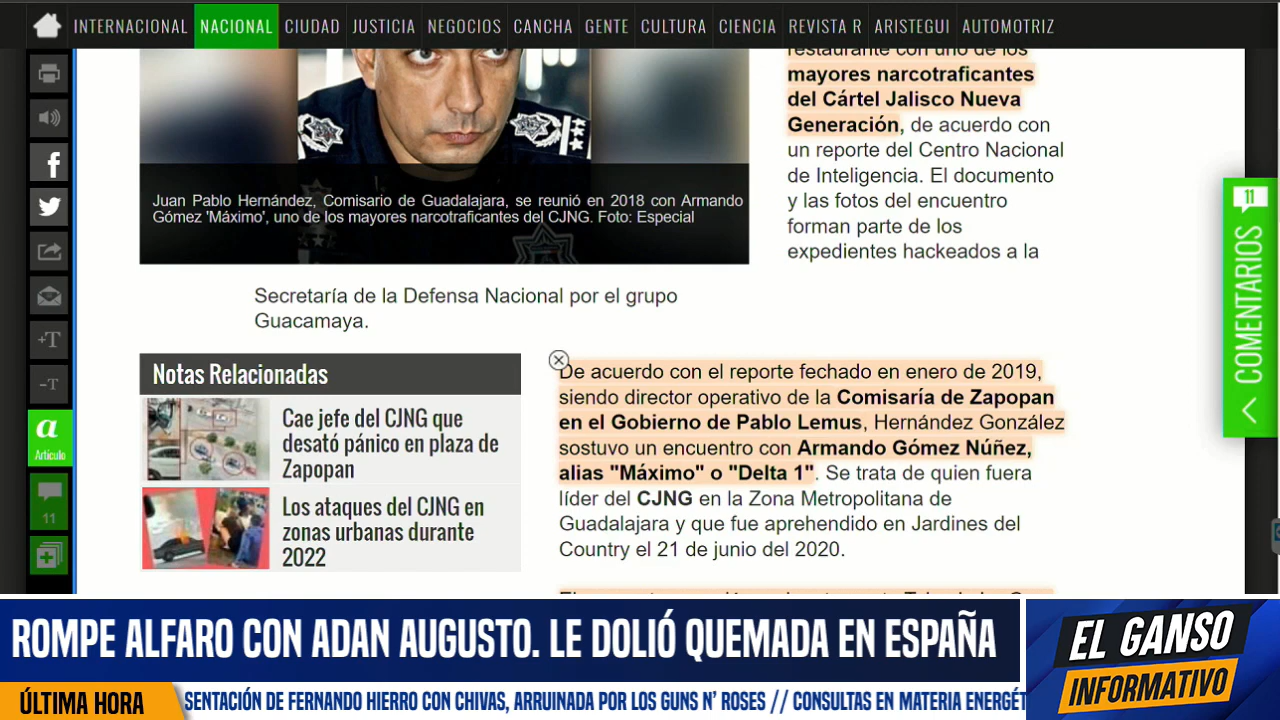 INTERNACIONAL NACIONAL CIUDAD JUSTICIA NEGOCIOS CANCHA GENTE CULTURA CIENCIA REVISTA R ARISTEGUI AUTOMOTRIZ
restaurante con uno de los
mayores narcotraficantes
del Cártel Jalisco Nueva
Generación, de acuerdo con
un reporte del Centro Nacional
de Inteligencia. El documento
y las fotos del encuentro
forman parte de los
expedientes hackeados a la
Juan Pablo Hernández, Comisario de Guadalajara, se reunió en 2018 con Armando
Gómez 'Máximo', uno de los mayores narcotraficantes del CJNG. Foto: Especial
Secretaría de la Defensa Nacional por el grupo
Guacamaya.
Notas Relacionadas
Cae jefe del CJNG que
desató pánico en plaza de
Zapopan
Los ataques del CJNG en
zonas urbanas durante
2022
De acuerdo con el reporte fechado en enero de 2019,
siendo director operativo de la Comisaría de Zapopan
en el Gobierno de Pablo Lemus, Hernández González
sostuvo un encuentro con Armando Gómez Núñez,
alias "Máximo" o "Delta 1". Se trata de quien fuera
líder del CJNG en la Zona Metropolitana de
Guadalajara y que fue aprehendido en Jardines del
Country el 21 de junio del 2020.
+T
-T
a
Artículo
11
11
COMENTARIOS
ROMPE ALFARO CON ADAN AUGUSTO. LE DOLIÓ QUEMADA EN ESPAÑA
EL GANSO
INFORMATIVO
ÚLTIMA HORA
SENTACIÓN DE FERNANDO HIERRO CON CHIVAS, ARRUINADA POR LOS GUNS N' ROSES // CONSULTAS EN MATERIA ENERGÉT